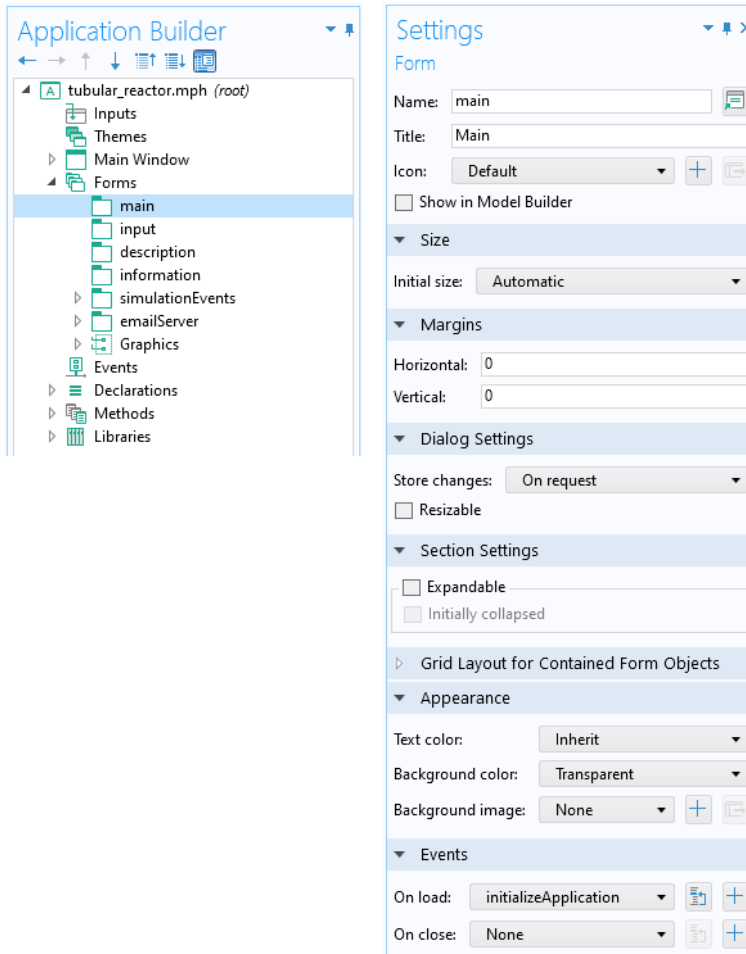 Application Builder
tubular_reactor.mph (root)
Inputs
Themes
Main Window
Forms
main
input
description
information
simulationEvents
emailServer
Graphics
Events
Declarations
Methods
Libraries
Settings
Form
Name: main
Title: Main
Icon: Default
Show in Model Builder
Size
Initial size: Automatic
Margins
Horizontal: 0
Vertical: 0
Dialog Settings
Store changes: On request
Resizable
Section Settings
Expandable
Initially collapsed
Grid Layout for Contained Form Objects
Appearance
Text color: Inherit
Background color: Transparent
Background image: None
Events
On load: initializeApplication
On close: None